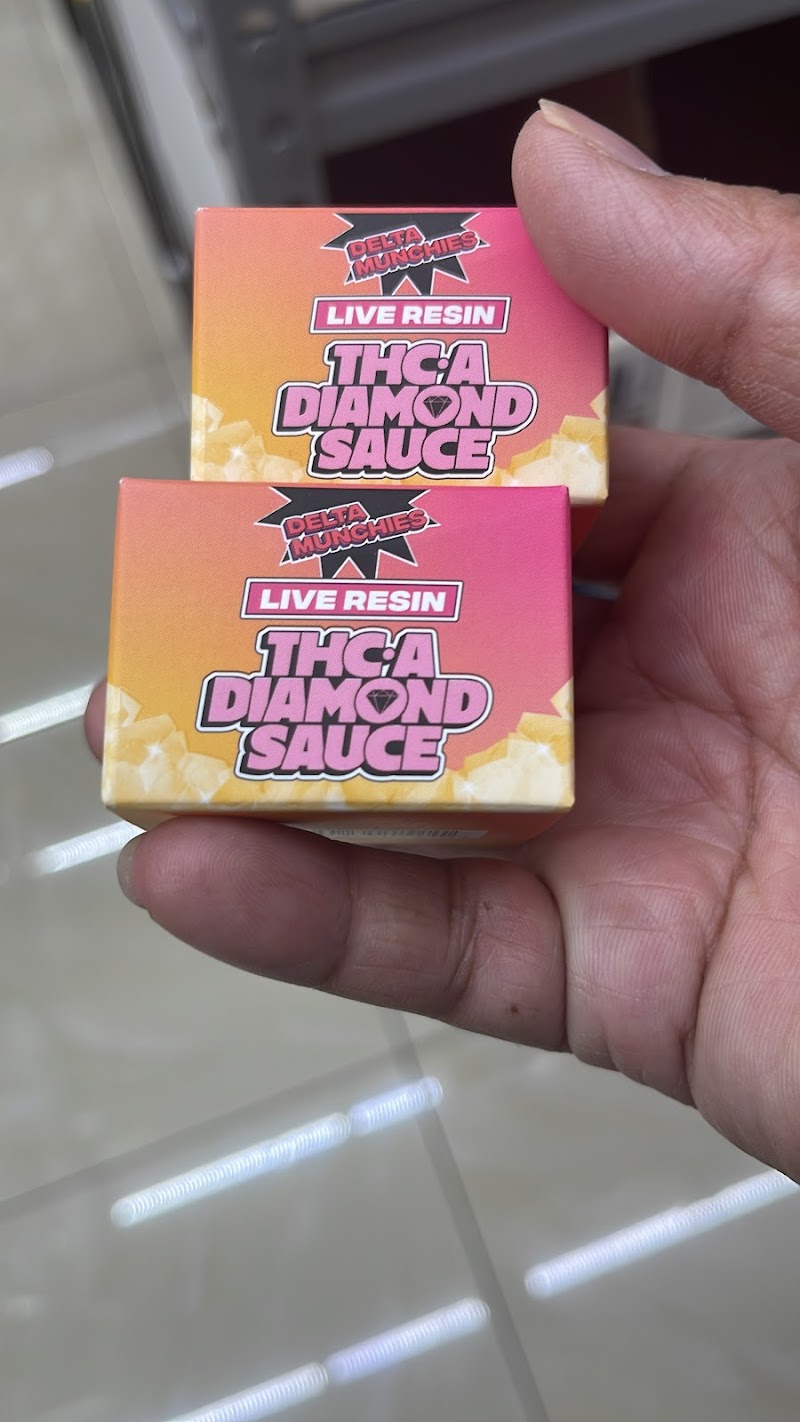 DELTA
MUNCHIES
LIVE RESIN
THC·A
DIAMOND
SAUCE
DELTA
MUNCHIES
LIVE RESIN
THC·A
DIAMOND
SAUCE